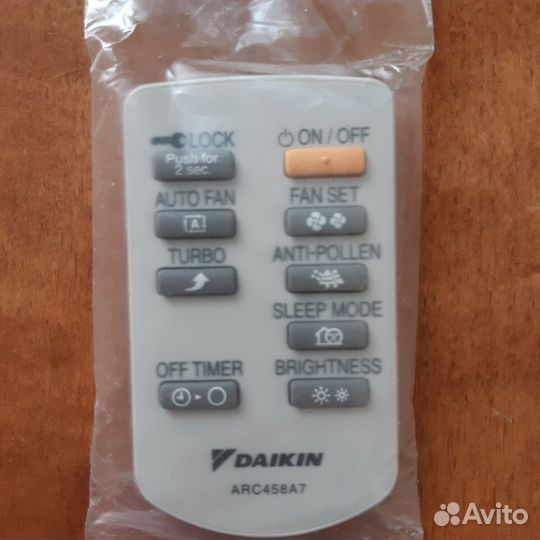 LOCK
ON / OFF
Push for
2 sec.
AUTO FAN
FAN SET
A
TURBO
ANTI-POLLEN
SLEEP MODE
OFF TIMER
BRIGHTNESS
DAIKIN
ARC458A7
Avito